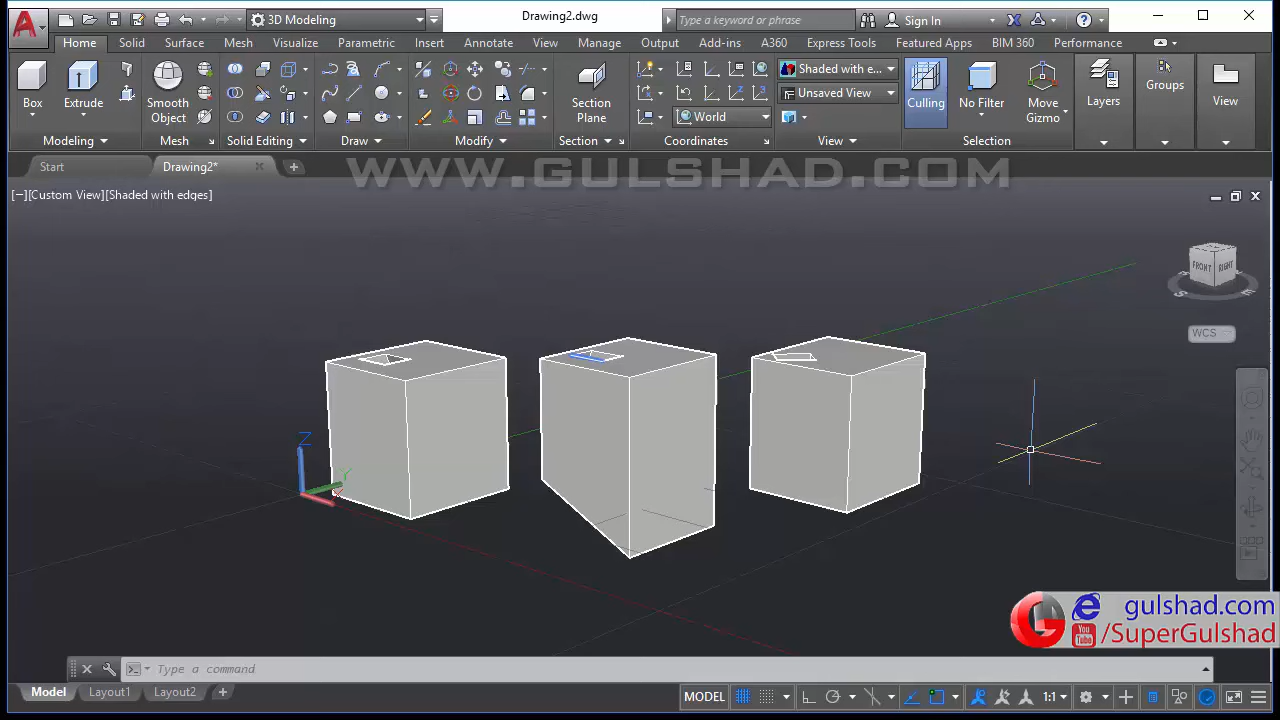 3D Modeling
Drawing2.dwg
Type a keyword or phrase
Sign In
Home Solid Surface Mesh Visualize Parametric Insert Annotate View Manage Output Add-ins A360 Express Tools Featured Apps BIM 360 Performance
Box
Extrude
Smooth
Object
Section
Plane
World
Shaded with e...
Unsaved View
Culling
No Filter
Move
Gizmo
Layers
Groups
View
Modeling
Mesh
Solid Editing
Draw
Modify
Section
Coordinates
View
Selection
Start
Drawing2*
WWW.GULSHAD.COM
[−][Custom View][Shaded with edges]
FRONT
RIGHT
S
E
WCS
Z
Y
gulshad.com
You
Tube
/SuperGulshad
Type a command
Model
Layout1
Layout2
MODEL
1:1